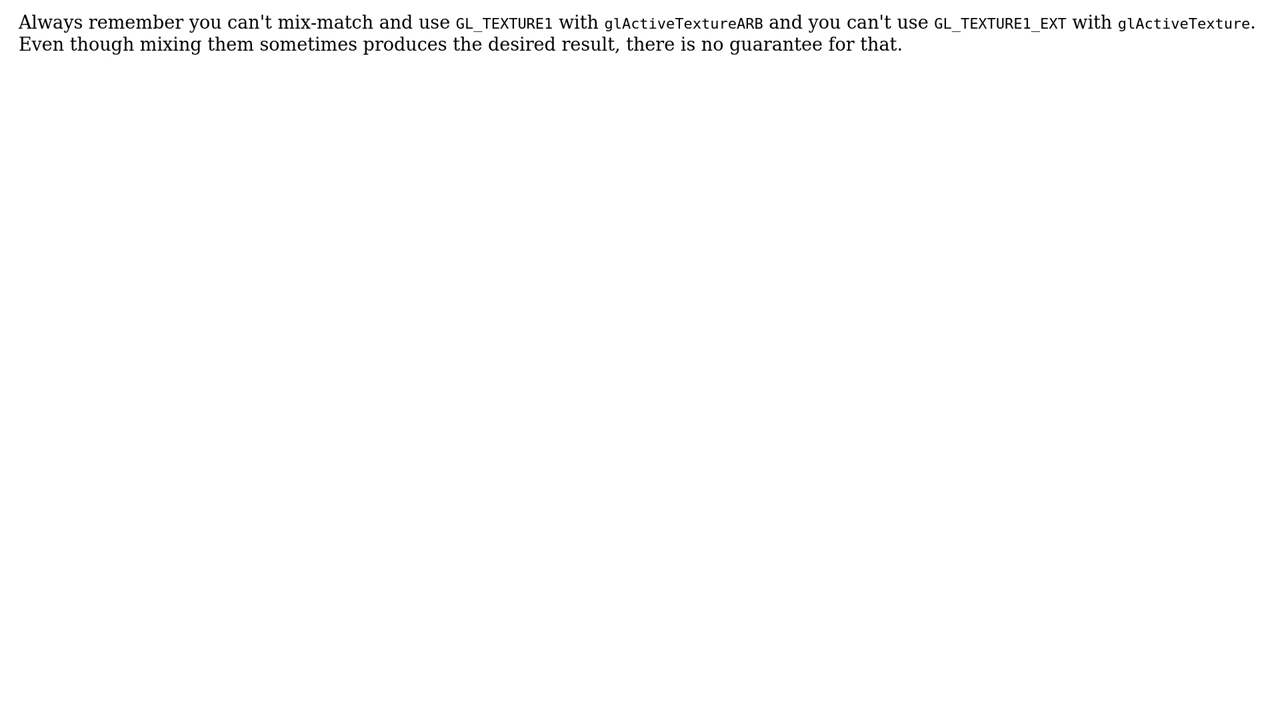 Always remember you can't mix-match and use GL_TEXTURE1 with glActiveTextureARB and you can't use GL_TEXTURE1_EXT with glActiveTexture.
Even though mixing them sometimes produces the desired result, there is no guarantee for that.